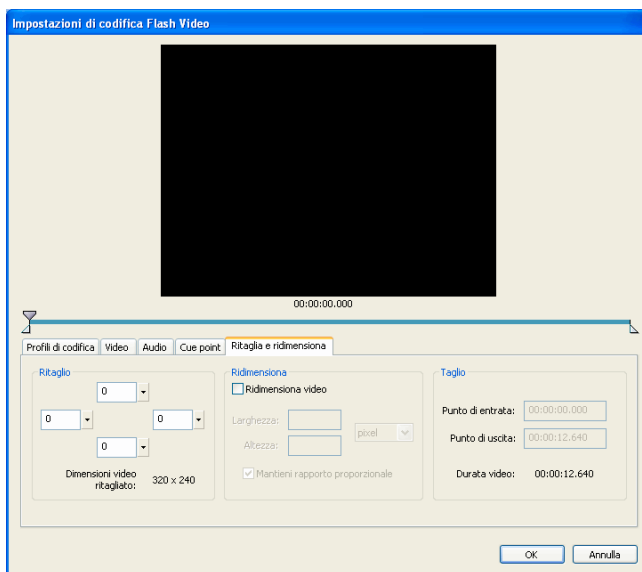 Impostazioni di codifica Flash Video
00:00:00.000
Profili di codifica Video Audio Cue point Ritaglia e ridimensiona
Ritaglio
0
0 0
0
Dimensioni video ritagliato: 320 x 240
Ridimensiona
Ridimensiona video
Larghezza:
Altezza:
pixel
Mantieni rapporto proporzionale
Taglio
Punto di entrata: 00:00:00.000
Punto di uscita: 00:00:12.640
Durata video: 00:00:12.640
OK Annulla